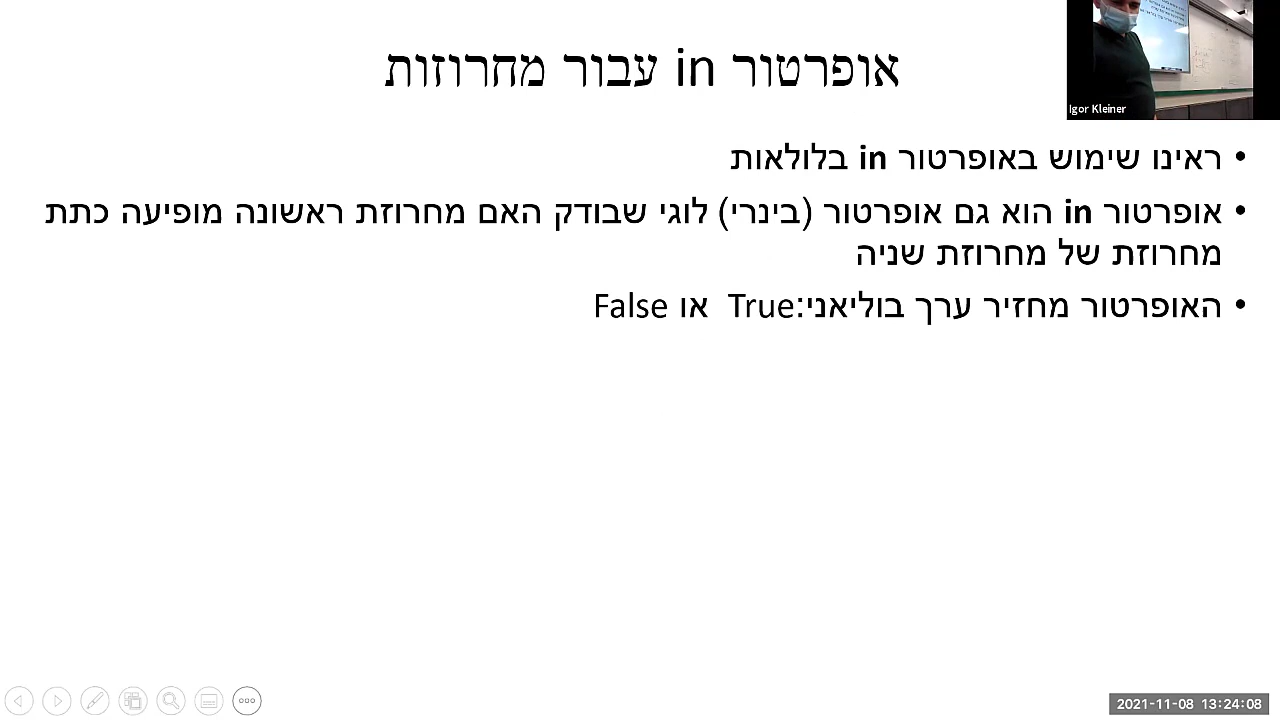 אופרטור in עבור מחרוזות
Igor Kleiner
• ראינו שימוש באופרטור in בלולאות
• אופרטור in הוא גם אופרטור (בינרי) לוגי שבודק האם מחרוזת ראשונה מופיעה כתת
מחרוזת של מחרוזת שניה
• האופרטור מחזיר ערך בוליאני:True או False
2021-11-08 13:24:08